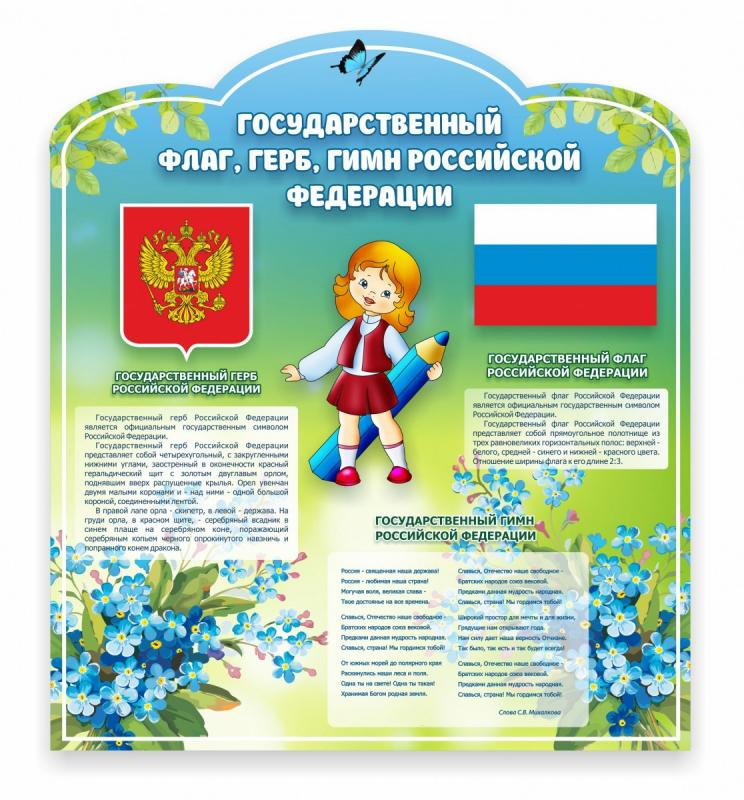 ГОСУДАРСТВЕННЫЙ
ФЛАГ, ГЕРБ, ГИМН РОССИЙСКОЙ
ФЕДЕРАЦИИ
ГОСУДАРСТВЕННЫЙ ГЕРБ
РОССИЙСКОЙ ФЕДЕРАЦИИ
Государственный герб Российской Федерации
является официальным государственным символом
Российской Федерации.
Государственный герб Российской Федерации
представляет собой четырехугольный, с закругленными
нижними углами, заостренный в оконечности красный
геральдический щит с золотым двуглавым орлом,
поднявшим вверх распущенные крылья. Орел увенчан
двумя малыми коронами и - над ними - одной большой
короной, соединенными лентой.
В правой лапе орла - скипетр, в левой - держава. На
груди орла, в красном щите, - серебряный всадник в
синем плаще на серебряном коне, поражающий
серебряным копьем черного опрокинутого навзничь и
попранного конем дракона.
ГОСУДАРСТВЕННЫЙ ФЛАГ
РОССИЙСКОЙ ФЕДЕРАЦИИ
Государственный флаг Российской Федерации
является официальным государственным символом
Российской Федерации.
Государственный флаг Российской Федерации
представляет собой прямоугольное полотнище из
трех равновеликих горизонтальных полос: верхней -
белого, средней - синего и нижней - красного цвета.
Отношение ширины флага к его длине 2:3.
ГОСУДАРСТВЕННЫЙ ГИМН
РОССИЙСКОЙ ФЕДЕРАЦИИ
Россия - священная наша держава!
Россия - любимая наша страна!
Могучая воля, великая слава -
Твое достоянье на все времена.
Славься, Отечество наше свободное -
Братских народов союз вековой.
Предками данная мудрость народная.
Славься, страна! Мы гордимся тобой!
От южных морей до полярного края
Раскинулись наши леса и поля.
Одна ты на свете! Одна ты такая!
Хранимая Богом родная земля.
Славься, Отечество наше свободное -
Братских народов союз вековой.
Предками данная мудрость народная.
Славься, страна! Мы гордимся тобой!
Широкий простор для мечты и для жизни,
Грядущие нам открывают года.
Нам силу дает наша верность Отчизне.
Так было, так есть и так будет всегда!
Славься, Отечество наше свободное -
Братских народов союз вековой.
Предками данная мудрость народная.
Славься, страна! Мы гордимся тобой!
Слова С.В. Михалкова